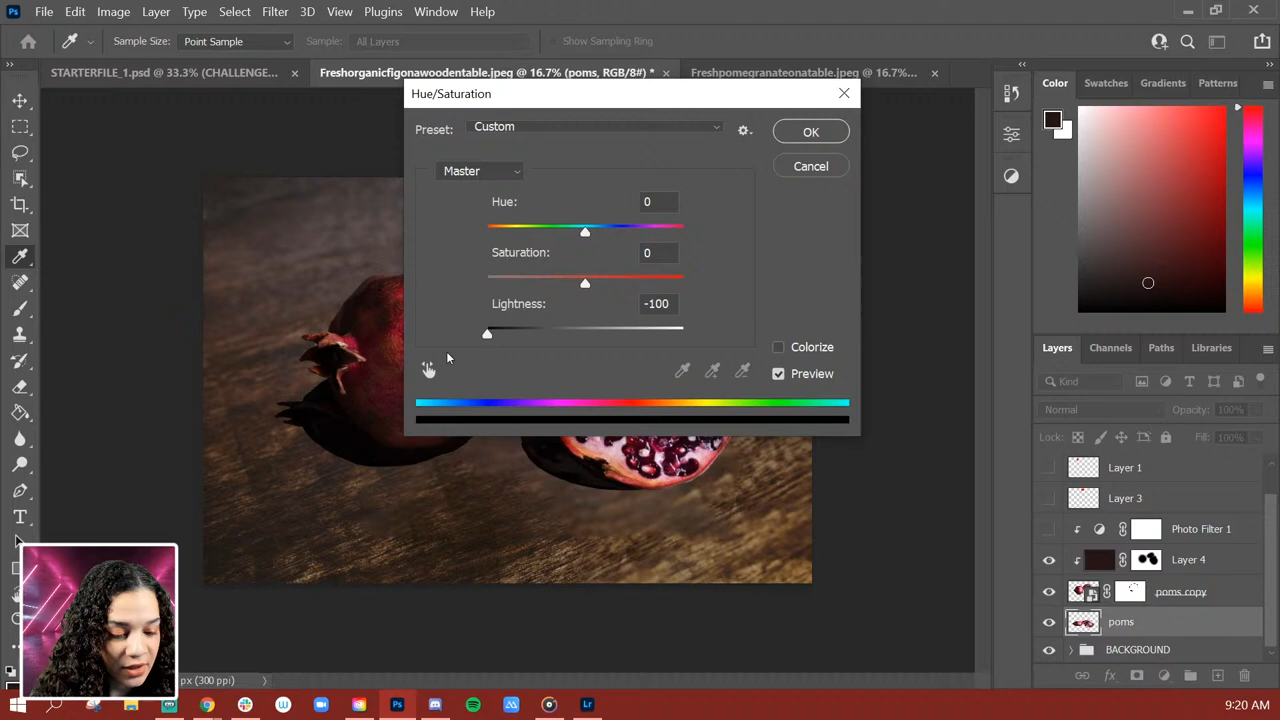 Ps File Edit Image Layer Type Select Filter 3D View Plugins Window Help
Sample Size: Point Sample Sample: All Layers Show Sampling Ring
STARTERFILE_1.psd @ 33.3% (CHALLENGE... × Freshorganicfigonawoodentable.jpeg @ 16.7% (poms, RGB/8#) * × Freshpomegranateonatable.jpeg @ 16.7%... ×
Hue/Saturation
Preset: Custom
OK
Cancel
Master
Hue: 0
Saturation: 0
Lightness: -100
Colorize
Preview
Color Swatches Gradients Patterns
Layers Channels Paths Libraries
Kind
Normal Opacity: 100%
Lock: Fill: 100%
Layer 1
Layer 3
Photo Filter 1
Layer 4
poms copy
poms
BACKGROUND
fx
px (300 ppi)
Ps Lr 9:20 AM